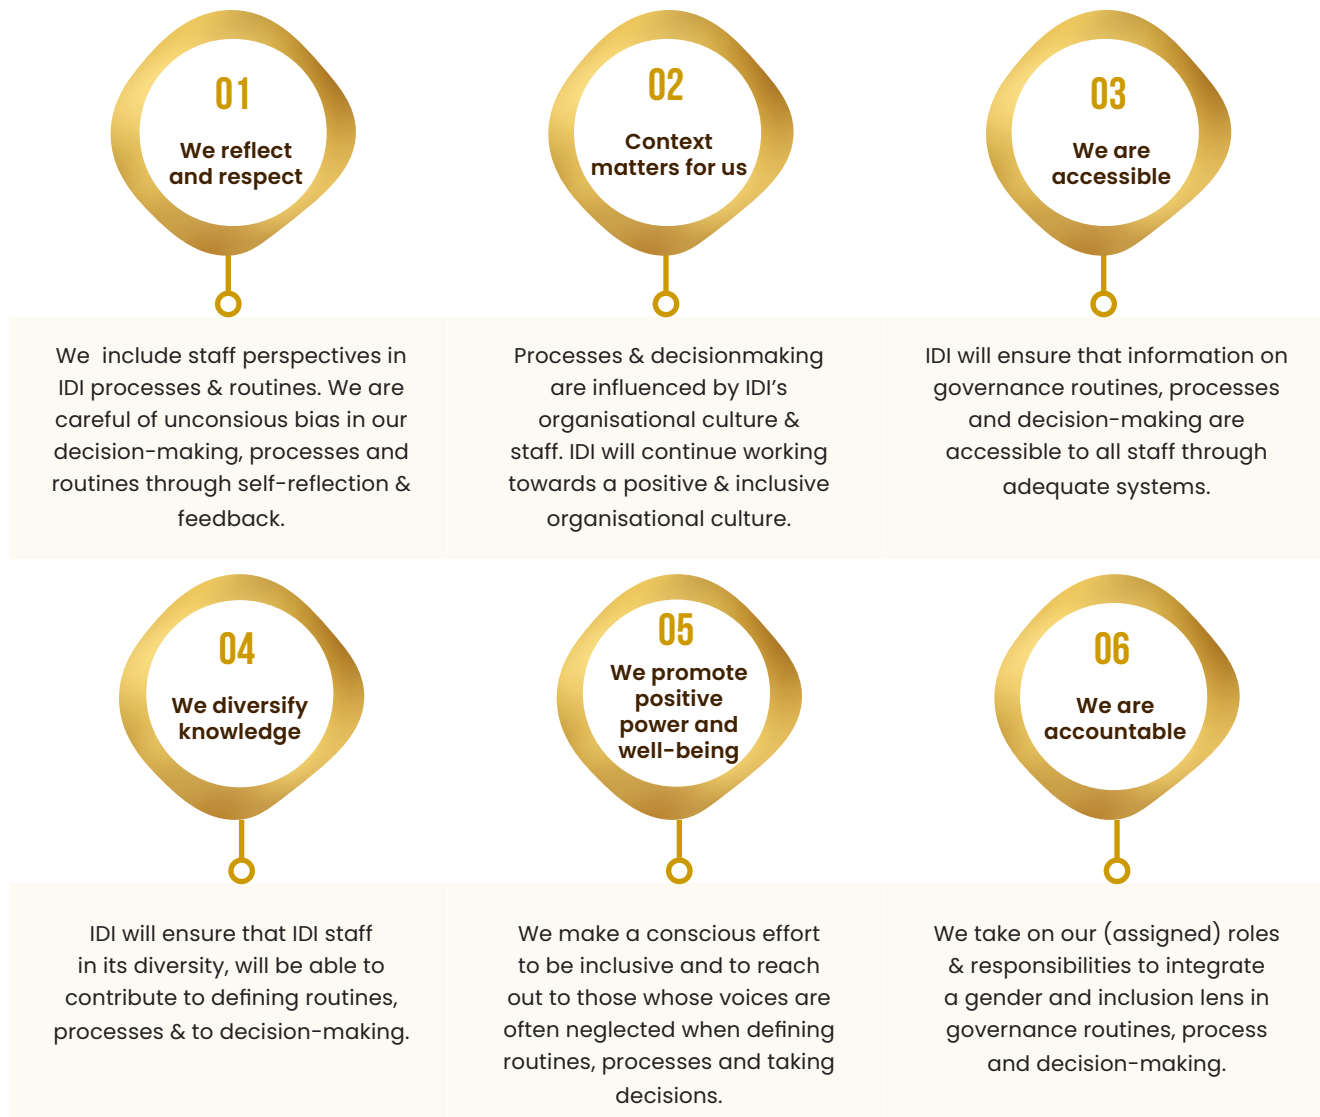 01
We reflect
and respect
02
Context
matters for us
03
We are
accessible
We  include staff perspectives in
IDI processes & routines. We are
careful of unconsious bias in our
decision-making, processes and
routines through self-reflection &
feedback.
Processes & decisionmaking
are influenced by IDI’s
organisational culture &
staff. IDI will continue working
towards a positive & inclusive
organisational culture.
IDI will ensure that information on
governance routines, processes
and decision-making are
accessible to all staff through
adequate systems.
04
We diversify
knowledge
05
We promote
positive
power and
well-being
06
We are
accountable
IDI will ensure that IDI staff
in its diversity, will be able to
contribute to defining routines,
processes & to decision-making.
We make a conscious effort
to be inclusive and to reach
out to those whose voices are
often neglected when defining
routines, processes and taking
decisions.
We take on our (assigned) roles
& responsibilities to integrate
a gender and inclusion lens in
governance routines, process
and decision-making.